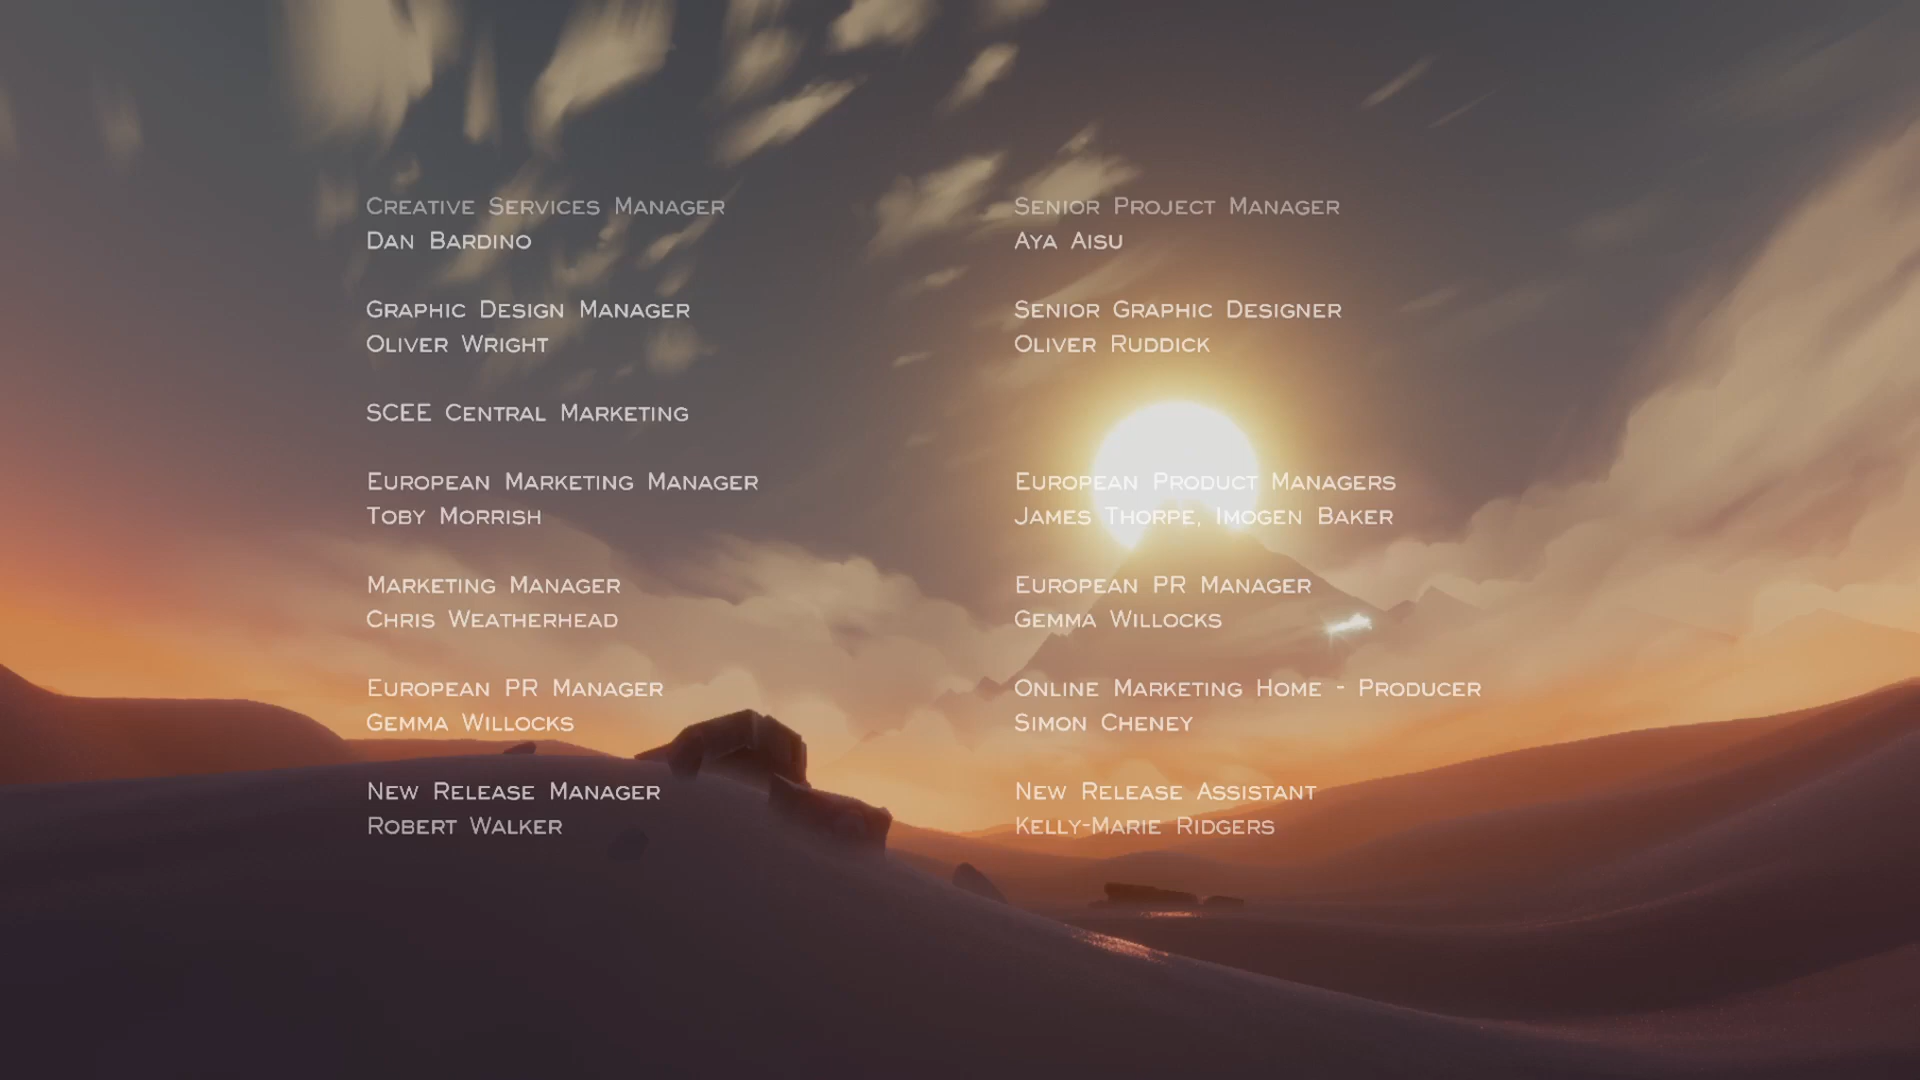 Creative Services Manager
Dan Bardino
Senior Project Manager
Aya Aisu
Graphic Design Manager
Oliver Wright
Senior Graphic Designer
Oliver Ruddick
SCEE Central Marketing
European Marketing Manager
Toby Morrish
European Product Managers
James Thorpe, Imogen Baker
Marketing Manager
Chris Weatherhead
European PR Manager
Gemma Willocks
European PR Manager
Gemma Willocks
Online Marketing Home - Producer
Simon Cheney
New Release Manager
Robert Walker
New Release Assistant
Kelly-Marie Ridgers